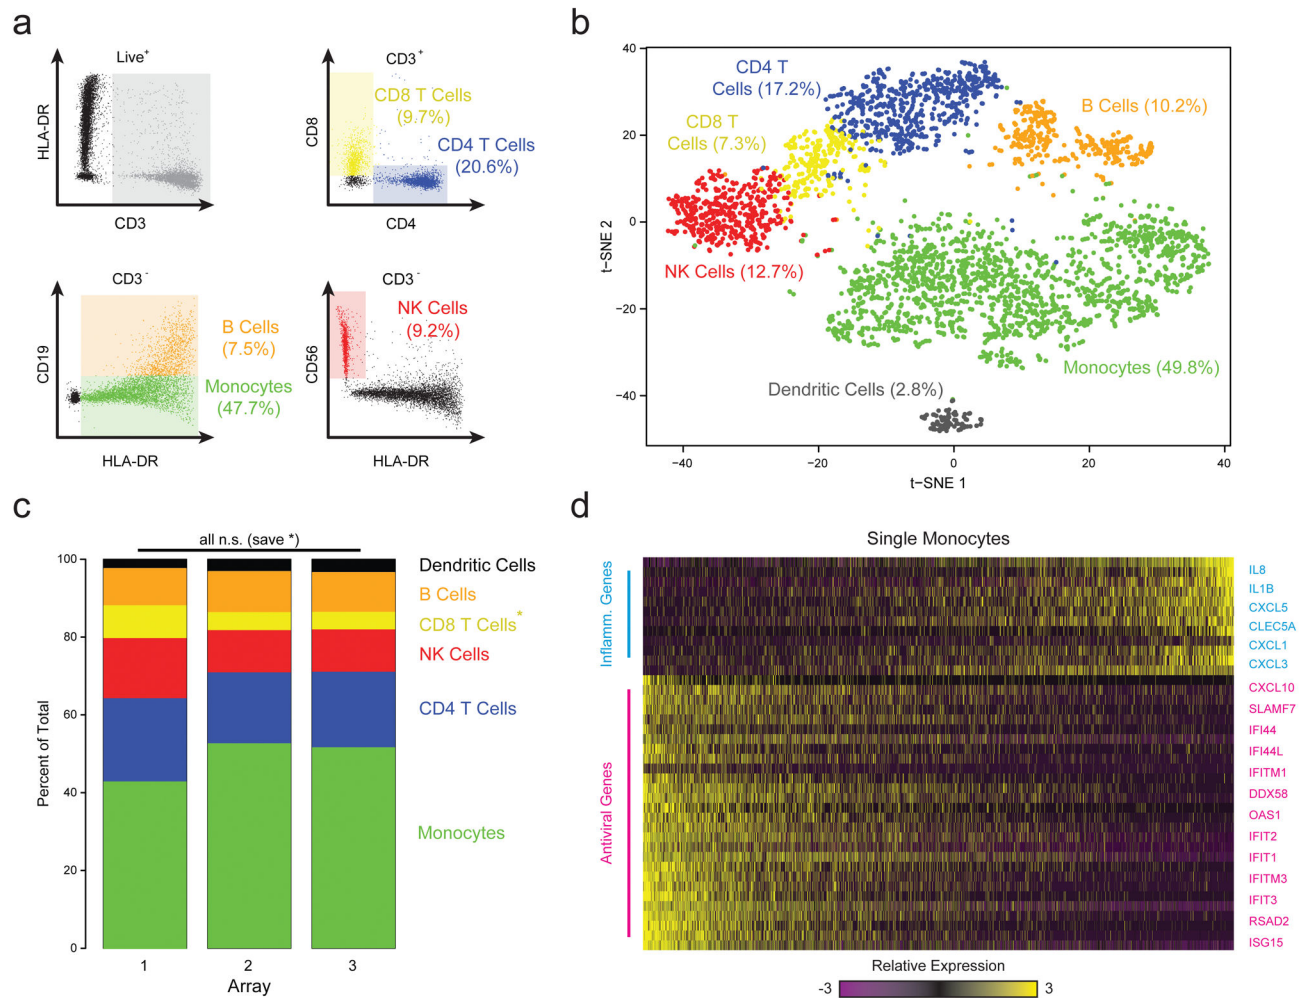 a
Live+
HLA-DR
CD3
CD3+
CD8
CD8 T Cells
(9.7%)
CD4 T Cells
(20.6%)
CD4
CD3-
CD19
B Cells
(7.5%)
Monocytes
(47.7%)
HLA-DR
CD3-
CD56
NK Cells
(9.2%)
HLA-DR
b
40
20
0
−20
−40
t−SNE 2
CD4 T
Cells (17.2%)
CD8 T
Cells (7.3%)
B Cells (10.2%)
NK Cells (12.7%)
Monocytes (49.8%)
Dendritic Cells (2.8%)
−40
−20
0
20
40
t−SNE 1
c
all n.s. (save *)
100
80
60
40
20
0
Percent of Total
Dendritic Cells
B Cells
CD8 T Cells*
NK Cells
CD4 T Cells
Monocytes
1
2
3
Array
d
Single Monocytes
Inflamm. Genes
Antiviral Genes
IL8
IL1B
CXCL5
CLEC5A
CXCL1
CXCL3
CXCL10
SLAMF7
IFI44
IFI44L
IFITM1
DDX58
OAS1
IFIT2
IFIT1
IFITM3
IFIT3
RSAD2
ISG15
Relative Expression
-3
3